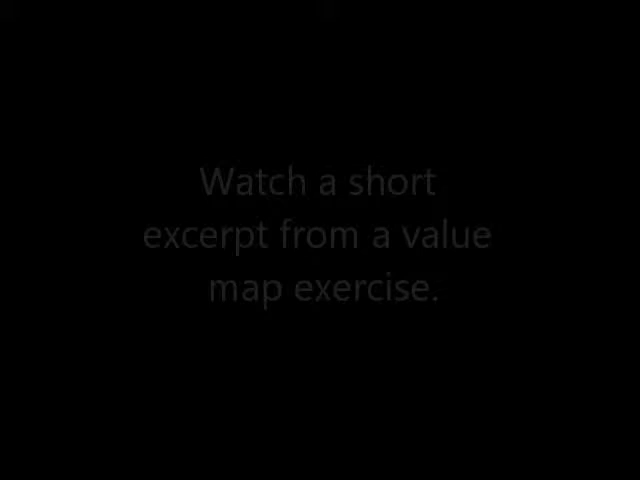 Watch a short
excerpt from a value
map exercise.